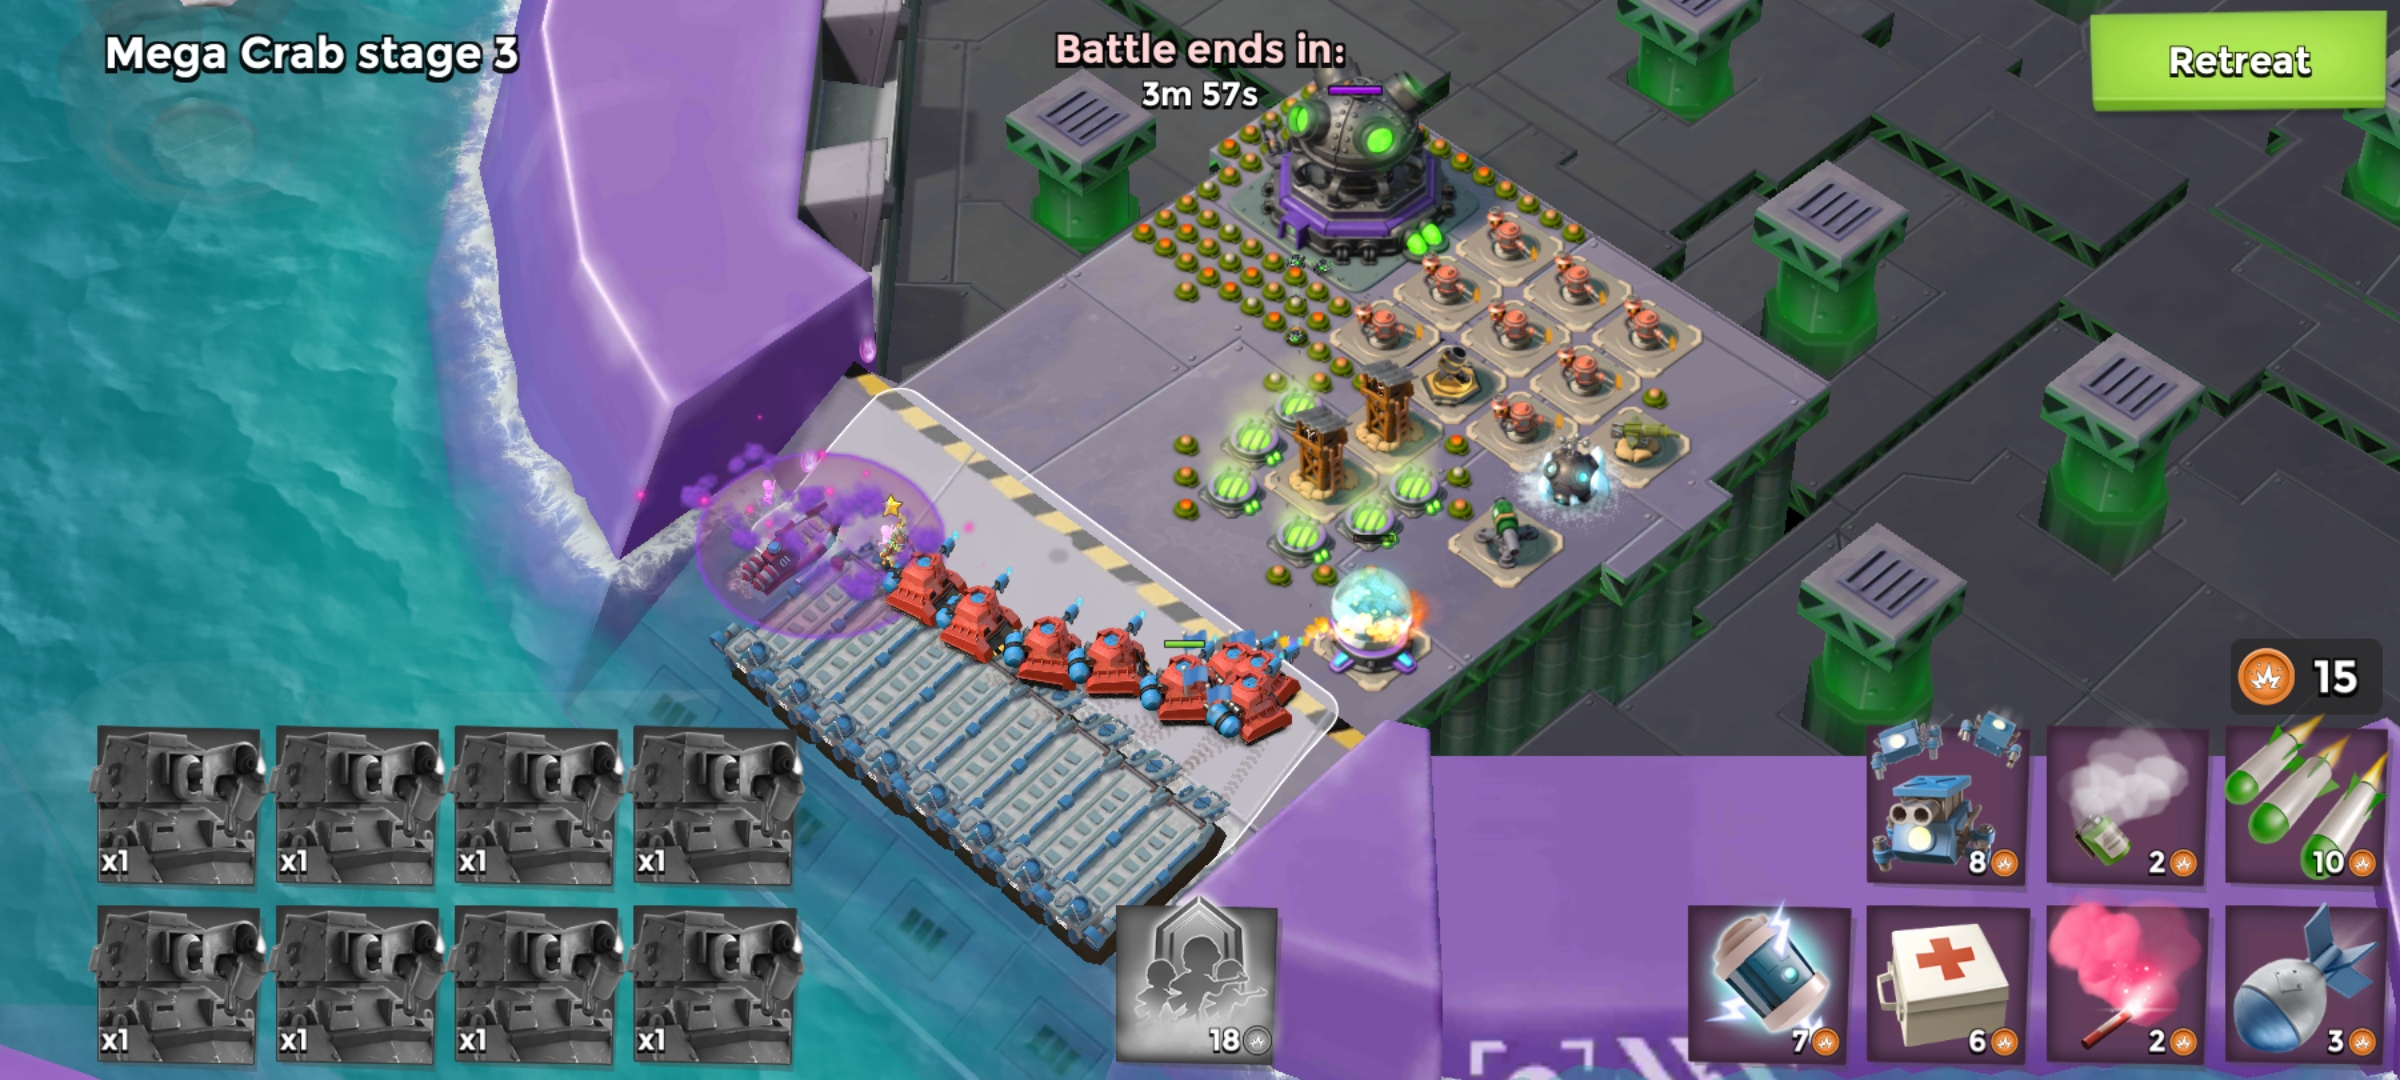 Mega Crab stage 3
Battle ends in:
3m 57s
Retreat
15
x1
x1
x1
x1
8
2
10
x1
x1
x1
x1
18
7
6
2
3